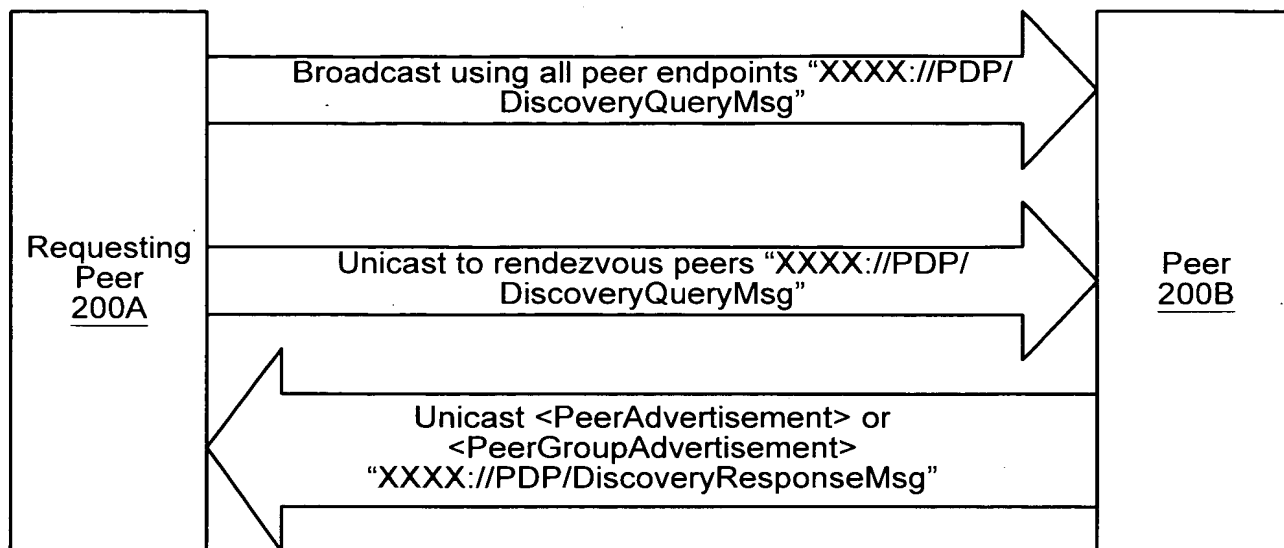 Broadcast using all peer endpoints “XXXX://PDP/
DiscoveryQueryMsg”
Requesting
Peer
200A
Unicast to rendezvous peers “XXXX://PDP/
DiscoveryQueryMsg”
Peer
200B
Unicast <PeerAdvertisement> or
<PeerGroupAdvertisement>
“XXXX://PDP/DiscoveryResponseMsg”